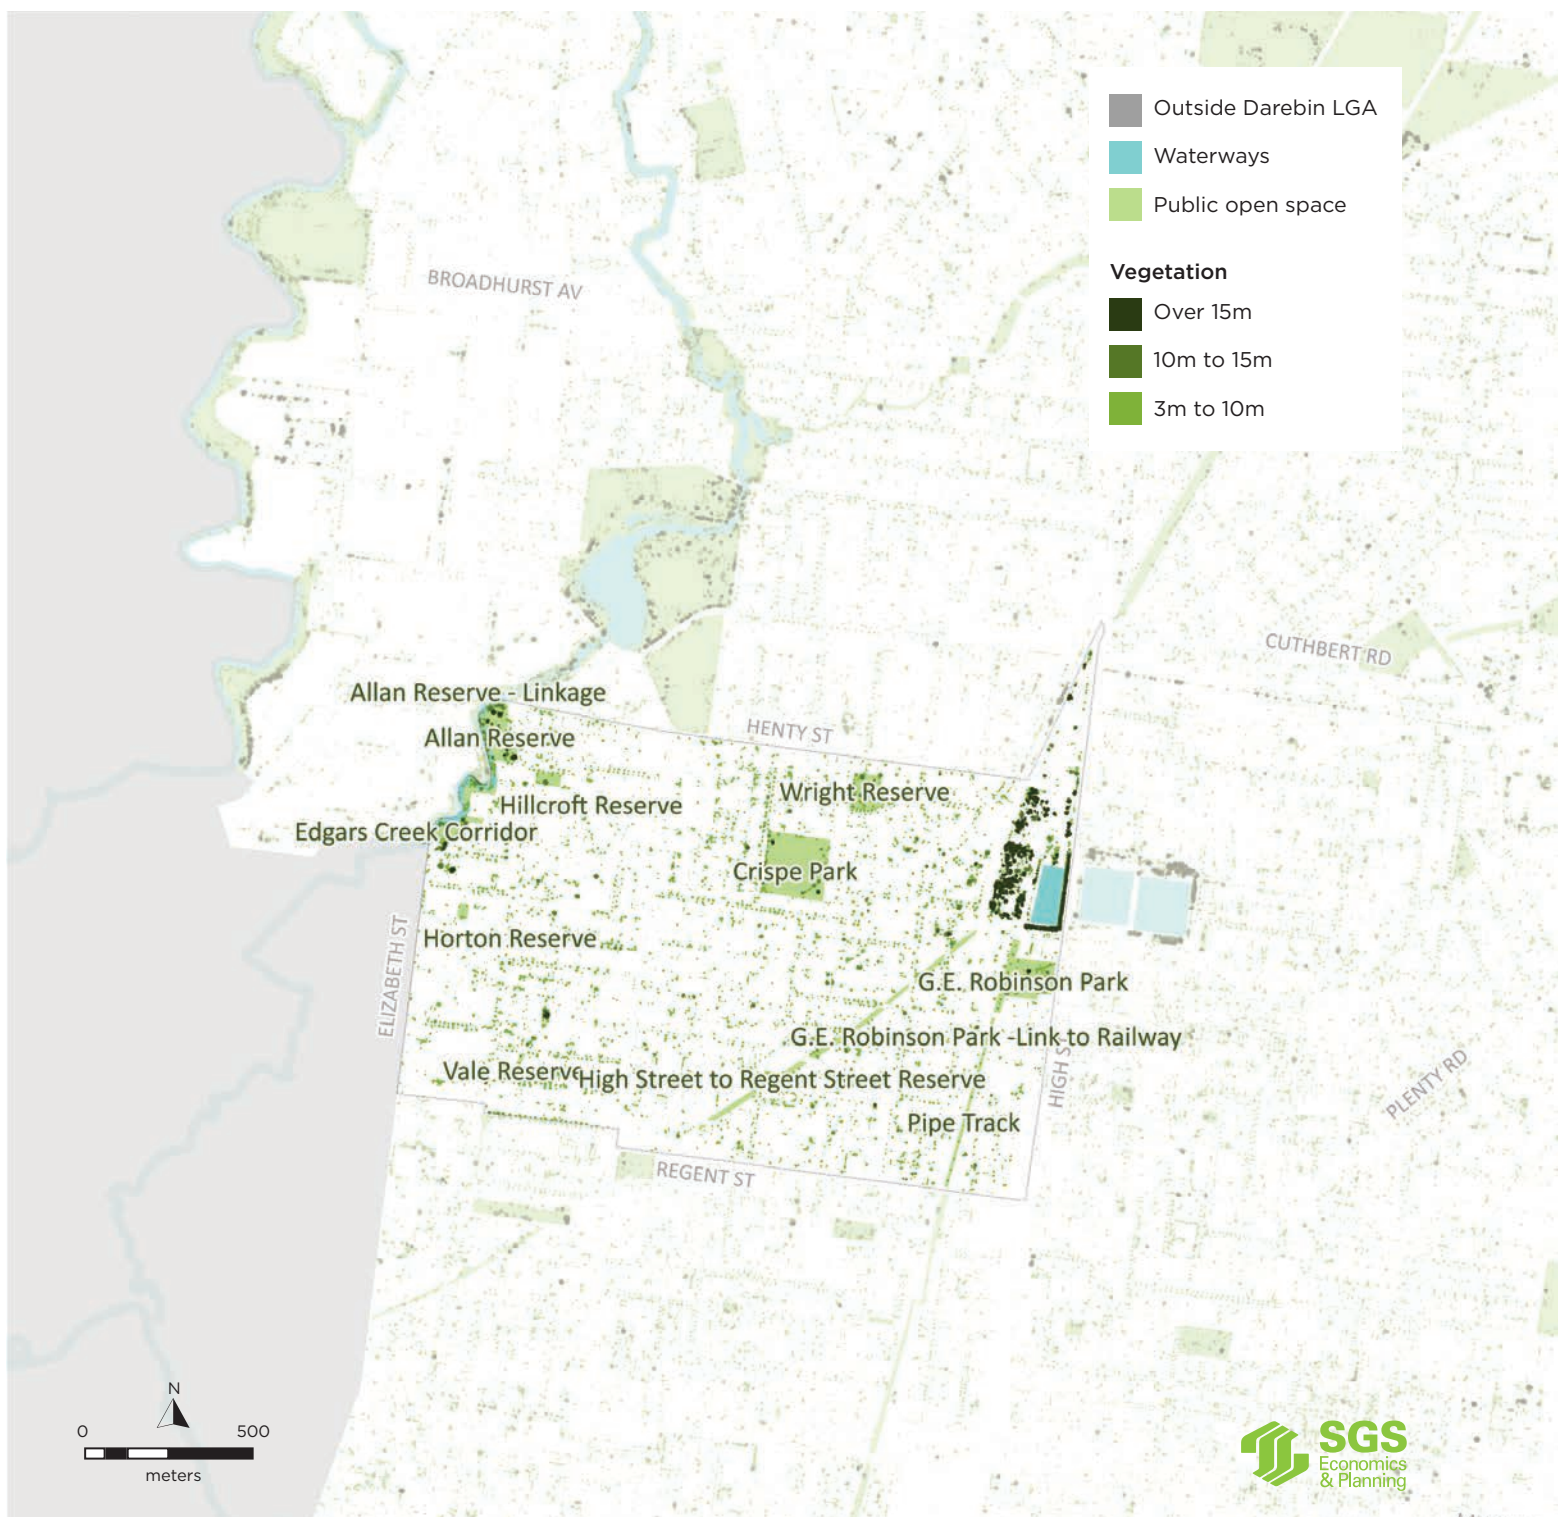 Outside Darebin LGA
Waterways
Public open space
Vegetation
Over 15m
10m to 15m
3m to 10m
BROADHURST AV
CUTHBERT RD
Allan Reserve - Linkage
HENTY ST
Allan Reserve
Wright Reserve
Hillcroft Reserve
Edgars Creek Corridor
Crispe Park
ELIZABETH ST
Horton Reserve
G.E. Robinson Park
G.E. Robinson Park -Link to Railway
Vale Reserve
High Street to Regent Street Reserve
HIGH S
PLENTY RD
Pipe Track
REGENT ST
N
0 500
meters
SGS
Economics
& Planning